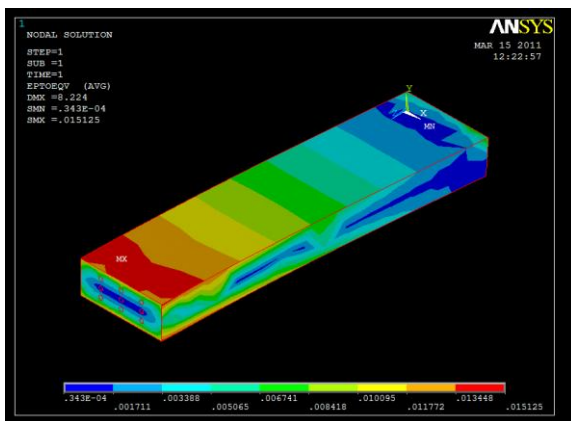 1
NODAL SOLUTION
STEP=1
SUB =1
TIME=1
EPTOEQV (AVG)
DMX =8.224
SMN =.343E-04
SMX =.015125
ANSYS
MAR 15 2011
12:22:57
Y
X
MN
MX
.343E-04 .003388 .006741 .010095 .013448
.001711 .005065 .008418 .011772 .015125